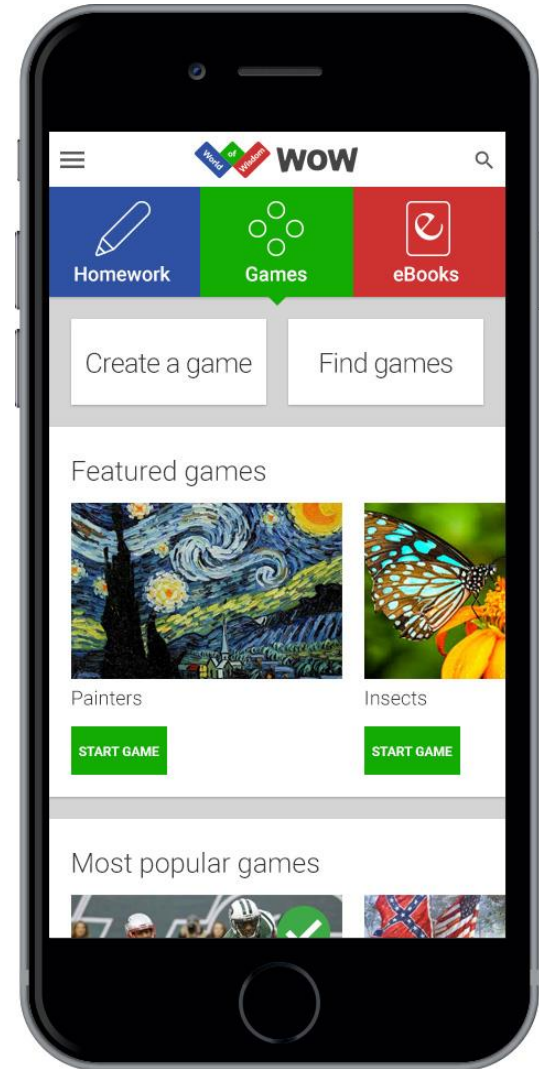 World of Wisdom WOW
Homework Games eBooks
Create a game Find games
Featured games
Painters Insects
START GAME START GAME
Most popular games